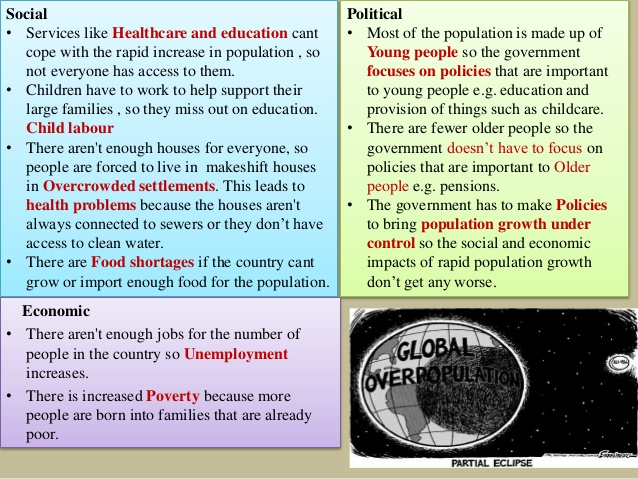 Social
• Services like Healthcare and education cant
cope with the rapid increase in population , so
not everyone has access to them.
• Children have to work to help support their
large families , so they miss out on education.
Child labour
• There aren't enough houses for everyone, so
people are forced to live in makeshift houses
in Overcrowded settlements. This leads to
health problems because the houses aren't
always connected to sewers or they don’t have
access to clean water.
• There are Food shortages if the country cant
grow or import enough food for the population.
Political
• Most of the population is made up of
Young people so the government
focuses on policies that are important
to young people e.g. education and
provision of things such as childcare.
• There are fewer older people so the
government doesn’t have to focus on
policies that are important to Older
people e.g. pensions.
• The government has to make Policies
to bring population growth under
control so the social and economic
impacts of rapid population growth
don’t get any worse.
Economic
• There aren't enough jobs for the number of
people in the country so Unemployment
increases.
• There is increased Poverty because more
people are born into families that are already
poor.
GLOBAL
OVERPOPULATION
PARTIAL ECLIPSE